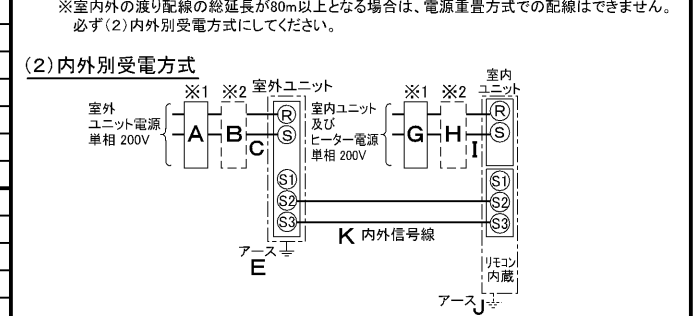 ※室内外の渡り配線の総延長が80m以上となる場合は、電源重畳方式での配線はできません。
必ず(2)内外別受電方式にしてください。
(2)内外別受電方式
※1 ※2 室外ユニット
室外
ユニット電源
単相 200V
A
B
C
R
S
S1
S2
S3
アース
E
※1 ※2
室内
ユニット
室内ユニット
及び
ヒーター電源
単相 200V
G
H
I
R
S
S1
S2
S3
K 内外信号線
リモコン
内蔵
アース
J